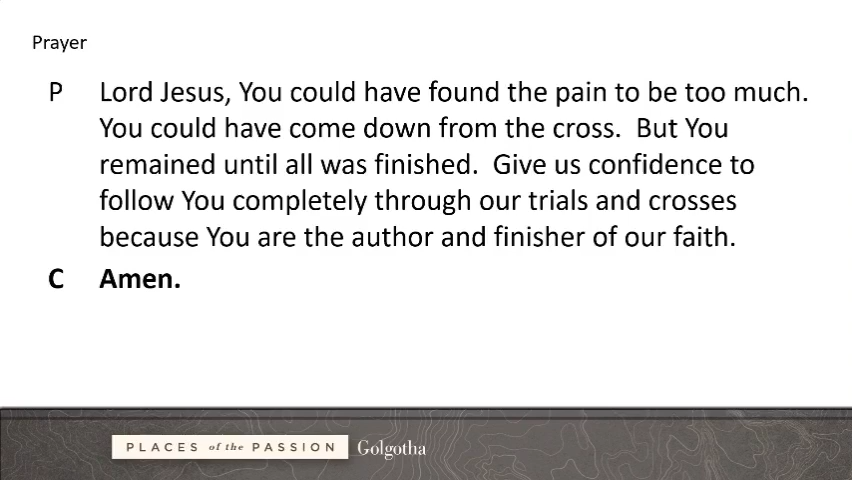 Prayer
P Lord Jesus, You could have found the pain to be too much.
You could have come down from the cross.  But You
remained until all was finished.  Give us confidence to
follow You completely through our trials and crosses
because You are the author and finisher of our faith.
C Amen.
PLACES of the PASSION Golgotha